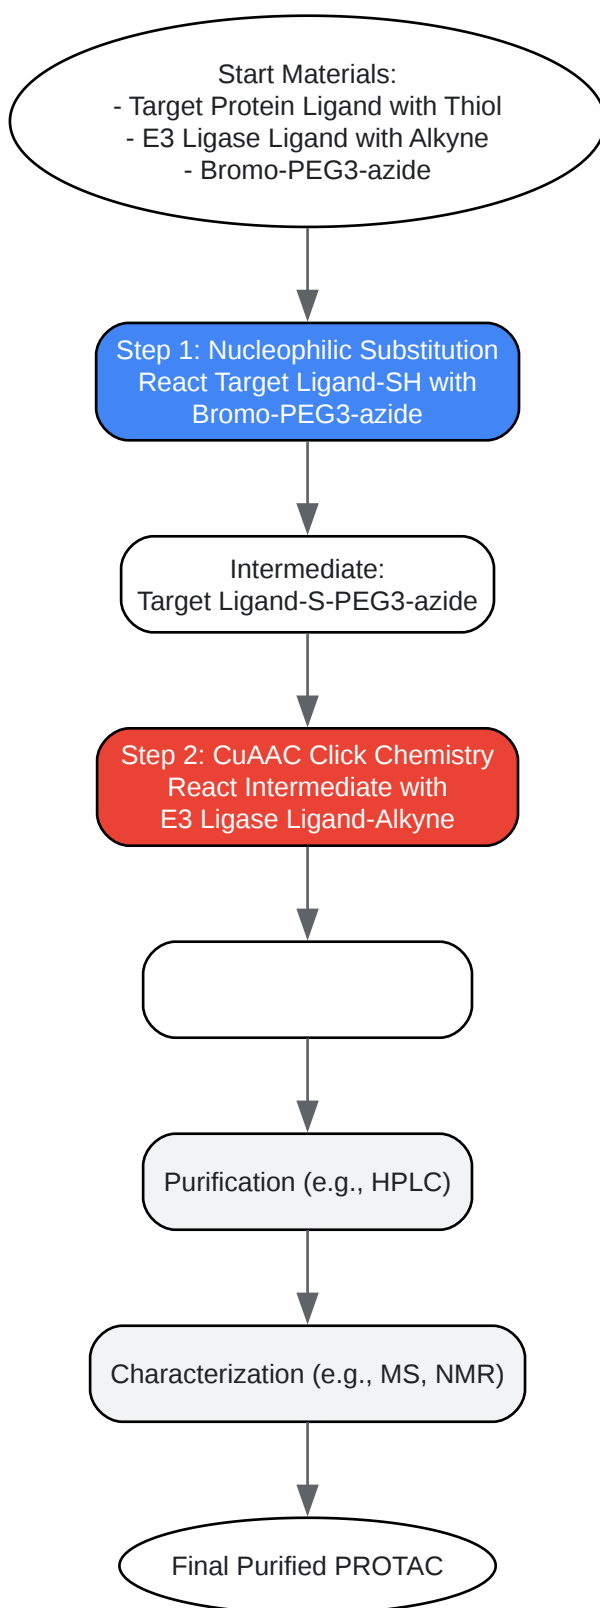 Start Materials:
- Target Protein Ligand with Thiol
- E3 Ligase Ligand with Alkyne
- Bromo-PEG3-azide
Step 1: Nucleophilic Substitution
React Target Ligand-SH with
Bromo-PEG3-azide
Intermediate:
Target Ligand-S-PEG3-azide
Step 2: CuAAC Click Chemistry
React Intermediate with
E3 Ligase Ligand-Alkyne
Purification (e.g., HPLC)
Characterization (e.g., MS, NMR)
Final Purified PROTAC